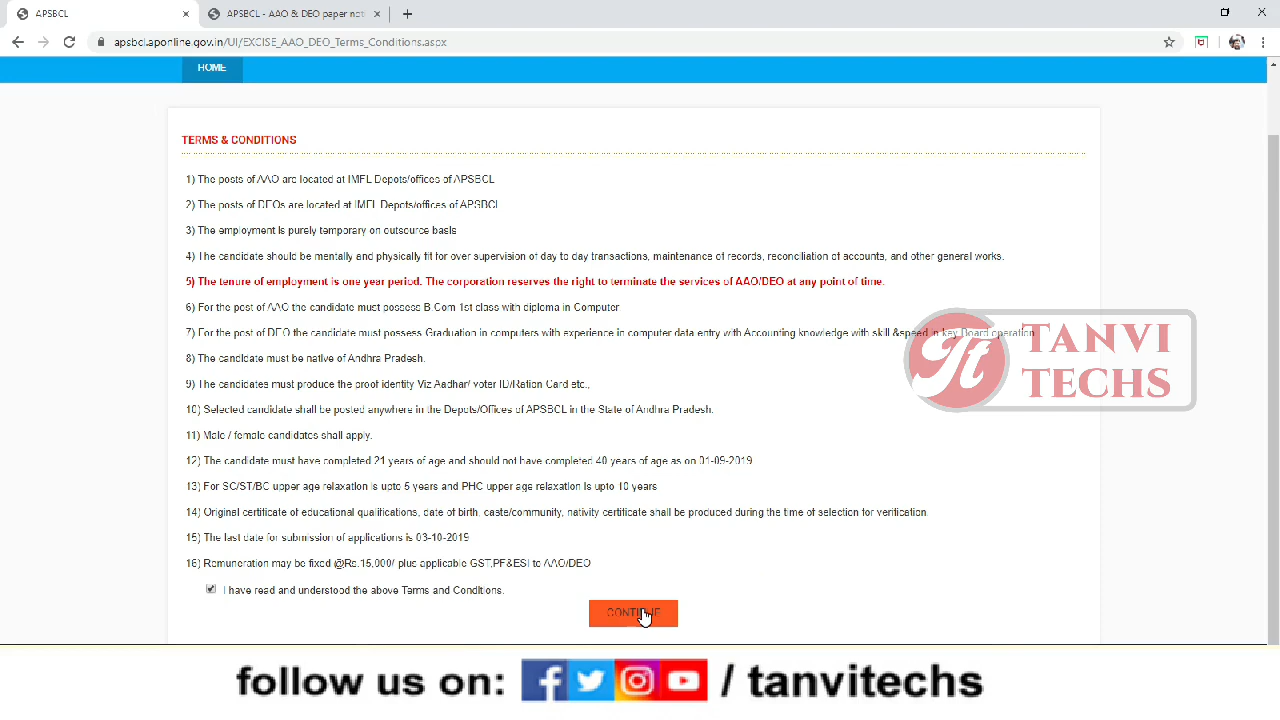 APSBCL
APSBCL - AAO & DEO paper noti
apsbcl.aponline.gov.in/UI/EXCISE_AAO_DEO_Terms_Conditions.aspx
HOME
TERMS & CONDITIONS
1) The posts of AAO are located at IMFL Depots/offices of APSBCL
2) The posts of DEOs are located at IMFL Depots/offices of APSBCL
3) The employment is purely temporary on outsource basis
4) The candidate should be mentally and physically fit for over supervision of day to day transactions, maintenance of records, reconciliation of accounts, and other general works.
5) The tenure of employment is one year period. The corporation reserves the right to terminate the services of AAO/DEO at any point of time.
6) For the post of AAO the candidate must possess B.Com 1st class with diploma in Computer
7) For the post of DEO the candidate must possess Graduation in computers with experience in computer data entry with Accounting knowledge with skill &speed in key Board operation
8) The candidate must be native of Andhra Pradesh.
9) The candidates must produce the proof identity Viz Aadhar/ voter ID/Ration Card etc.,
10) Selected candidate shall be posted anywhere in the Depots/Offices of APSBCL in the State of Andhra Pradesh.
11) Male / female candidates shall apply.
12) The candidate must have completed 21 years of age and should not have completed 40 years of age as on 01-09-2019
13) For SC/ST/BC upper age relaxation is upto 5 years and PHC upper age relaxation is upto 10 years
14) Original certificate of educational qualifications, date of birth, caste/community, nativity certificate shall be produced during the time of selection for verification.
15) The last date for submission of applications is 03-10-2019
16) Remuneration may be fixed @Rs.15,000/ plus applicable GST,PF&ESI to AAO/DEO
I have read and understood the above Terms and Conditions.
CONTINUE
Tt TANVI
TECHS
follow us on: / tanvitechs